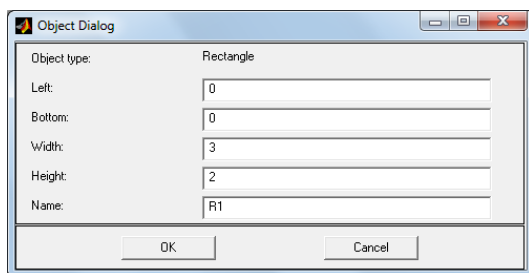 Object Dialog
Object type: Rectangle
Left: 0
Bottom: 0
Width: 3
Height: 2
Name: R1
OK Cancel